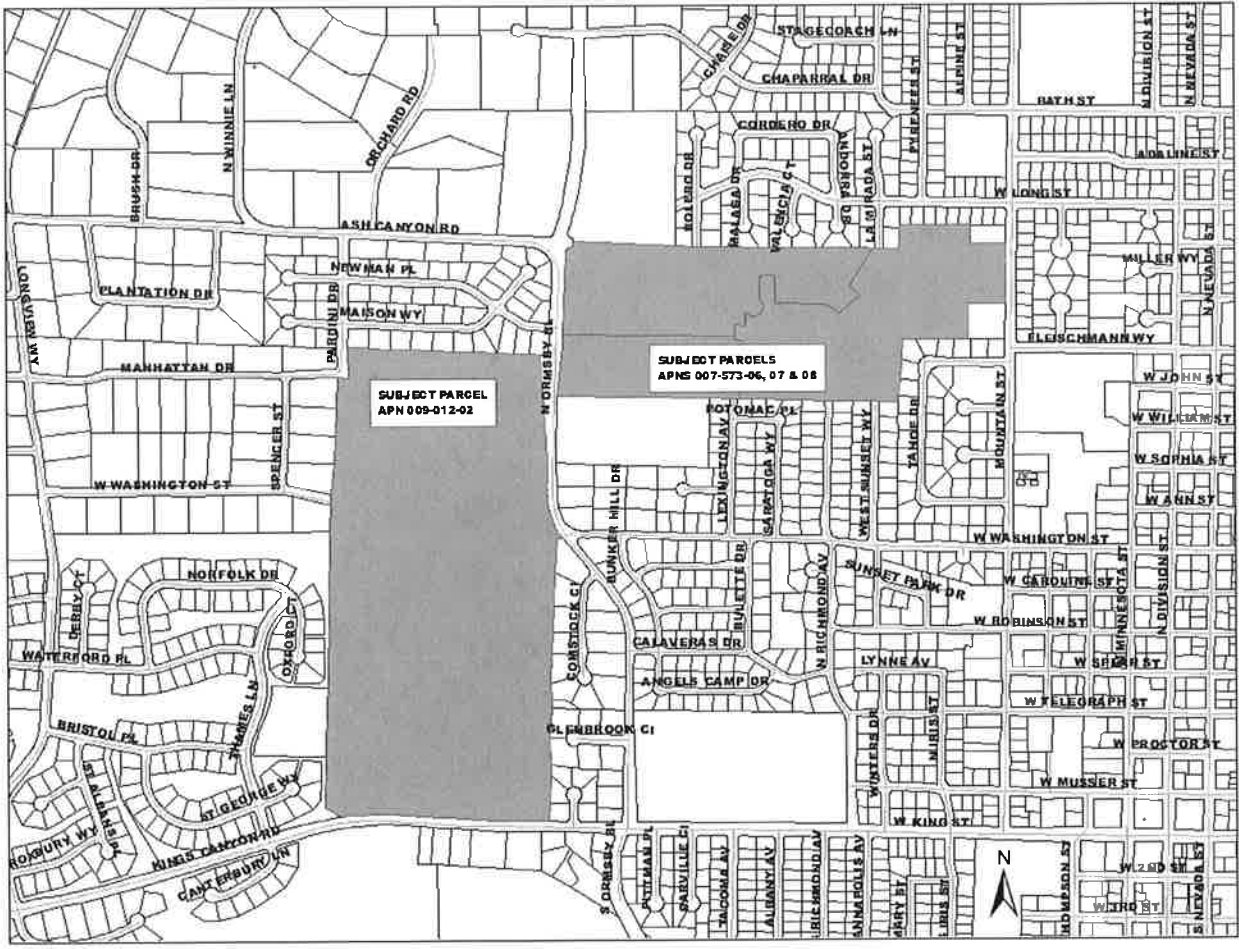 STAGECOACH LN
CHAISE DR
CHAPARRAL DR
PYRENEES ST
ALPINE ST
N DIVISION ST
N NEVADA ST
BATH ST
N WINNIE LN
ORCHARD RD
BRUSH DR
CORDERO DR
ADALINE ST
BOLERO DR
MALAGA DR
VALENCIA CT
ANDORRA DR
LA MIRADA ST
W LONG ST
ASH CANYON RD
NEWMAN PL
MILLER WY
N NEVADA ST
LONGVIEW WY
PLANTATION DR
PARDINI DR
MAISON WY
N ORMSBY BL
FLEISCHMANN WY
MANHATTAN DR
SUBJECT PARCELS
APNS 007-573-06, 07 & 08
SUBJECT PARCEL
APN 009-012-02
W JOHN ST
POTOMAC PL
SPENCER ST
LEXINGTON AV
SARATOGA WY
WEST SUNSET WY
TAHOE DR
MOUNTAIN ST
W WILLIAM ST
W SOPHIA ST
W WASHINGTON ST
BUNKER HILL DR
W ANN ST
W WASHINGTON ST
NORFOLK DR
DERBY CT
OXFORD CT
COMSTOCK CI
BULETTE DR
N RICHMOND AV
SUNSET PARK DR
W CAROLINE ST
N MINNESOTA ST
N DIVISION ST
W ROBINSON ST
WATERFORD PL
CALAVERAS DR
LYNNE AV
W SPEAR ST
ANGELS CAMP DR
THAMES LN
W TELEGRAPH ST
BRISTOL PL
GLENBROOK CI
WINTERS DR
N IRIS ST
W PROCTOR ST
ST ALBANS PL
ST GEORGE WY
W MUSSER ST
ROXBURY WY
KINGS CANYON RD
W KING ST
CANTERBURY LN
S ORMSBY BL
PUTTMAN PL
TACOMA AV
ALBANY AV
RICHMOND AV
ANNAPOLIS AV
MARY ST
IRIS ST
N
THOMPSON ST
W 2ND ST
W 3RD ST
S NEVADA ST